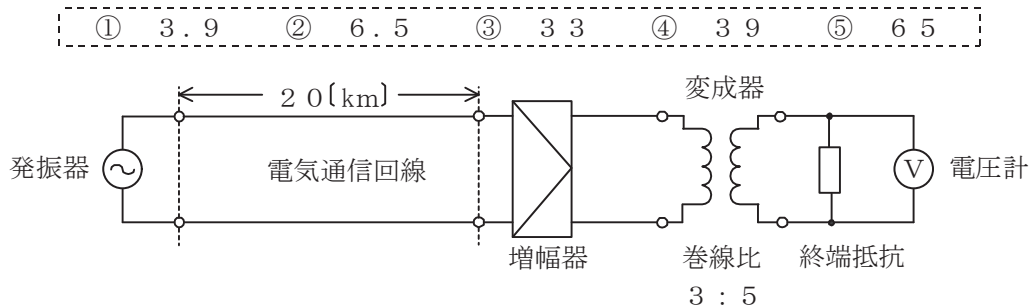 ① ３.９ ② ６.５ ③ ３３ ④ ３９ ⑤ ６５
２０〔km〕
変成器
発振器
電気通信回線
V
電圧計
増幅器
巻線比
終端抵抗
３：５